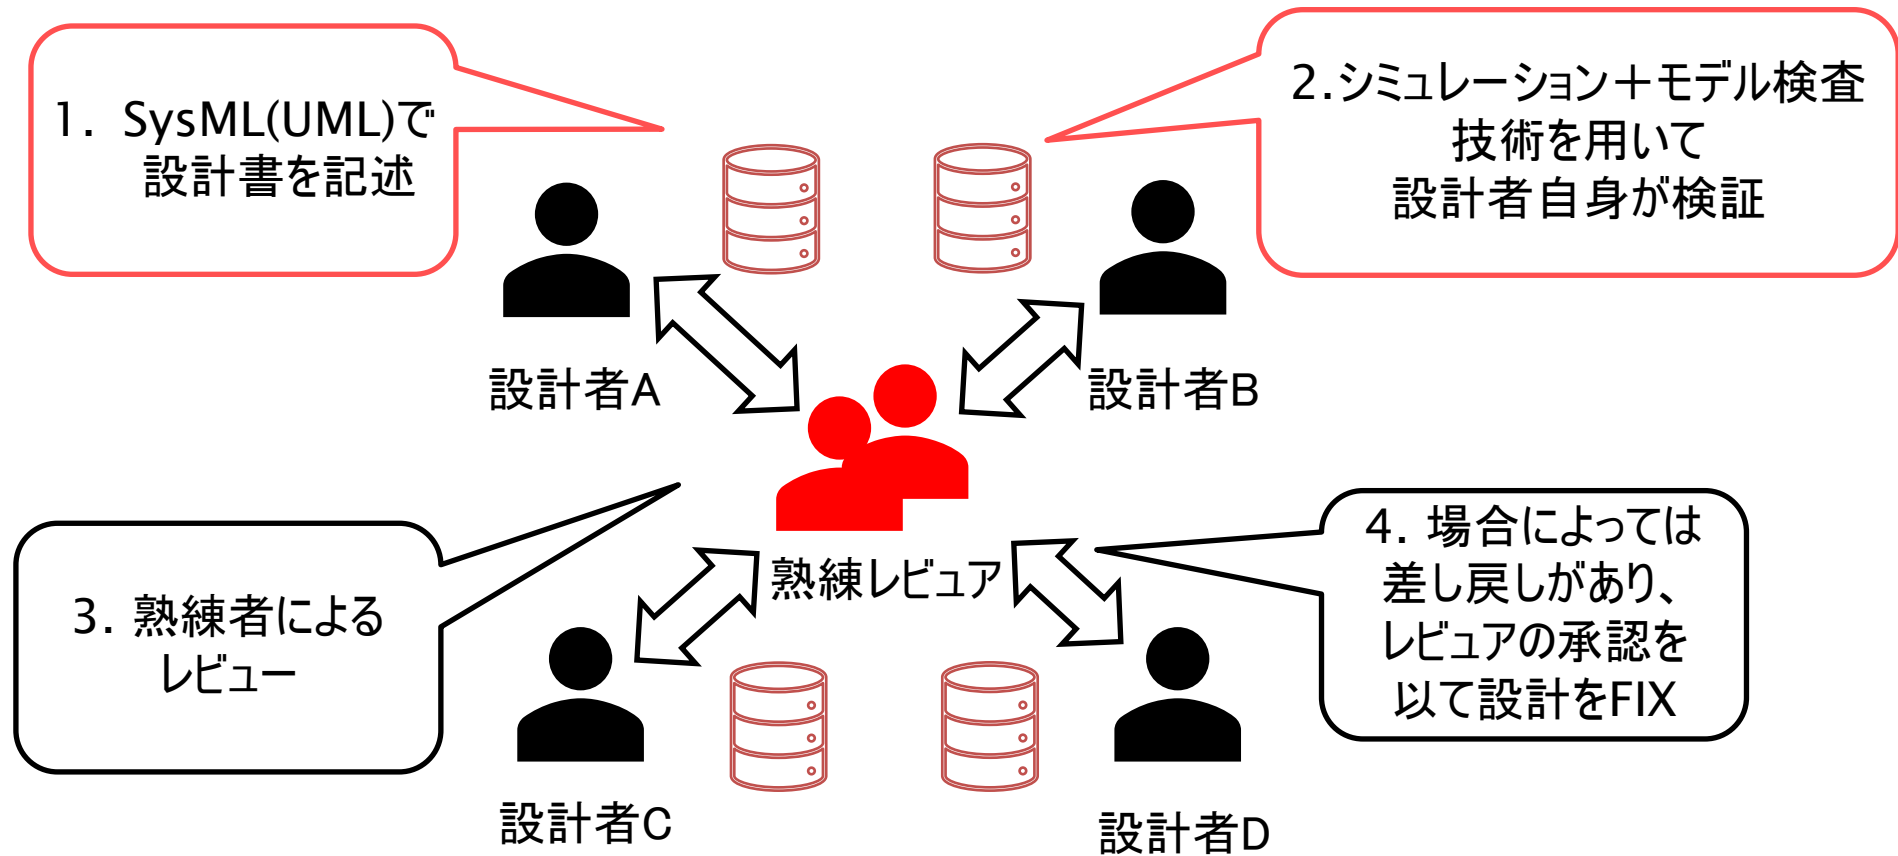 1. SysML(UML)で
設計書を記述
2.シミュレーション＋モデル検査
技術を用いて
設計者自身が検証
設計者A
設計者B
熟練レビュア
3. 熟練者による
レビュー
4. 場合によっては
差し戻しがあり、
レビュアの承認を
以て設計をFIX
設計者C
設計者D